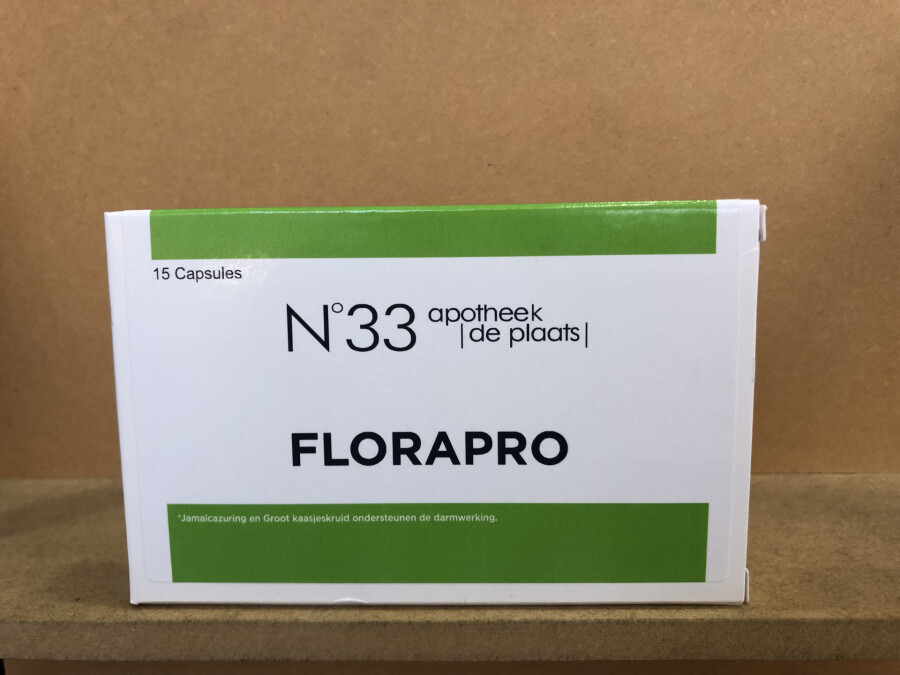 15 Capsules
N°33 apotheek
|de plaats|
FLORAPRO
*Jamaicazuring en Groot kaasjeskruid ondersteunen de darmwerking.